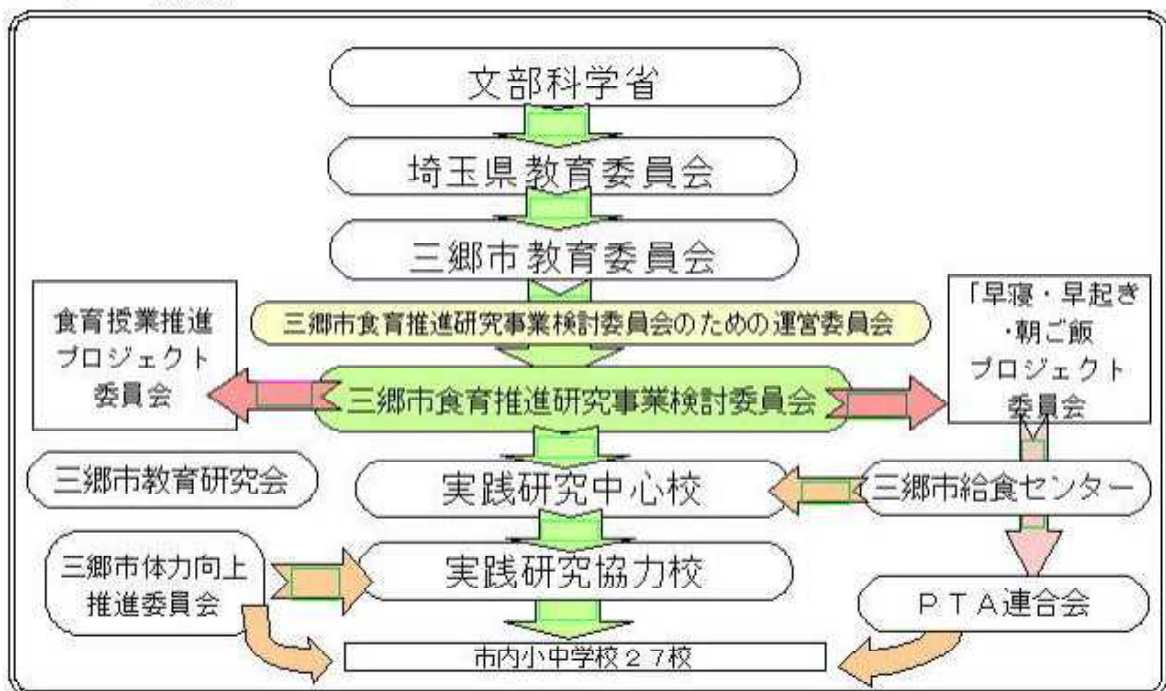 文部科学省
埼玉県教育委員会
三郷市教育委員会
食育授業推進
プロジェクト
委員会
三郷市食育推進研究事業検討委員会のための運営委員会
「早寝・早起き
・朝ご飯
プロジェクト
委員会
三郷市食育推進研究事業検討委員会
三郷市教育研究会
実践研究中心校
三郷市給食センター
三郷市体力向上
推進委員会
実践研究協力校
PTA連合会
市内小中学校27校